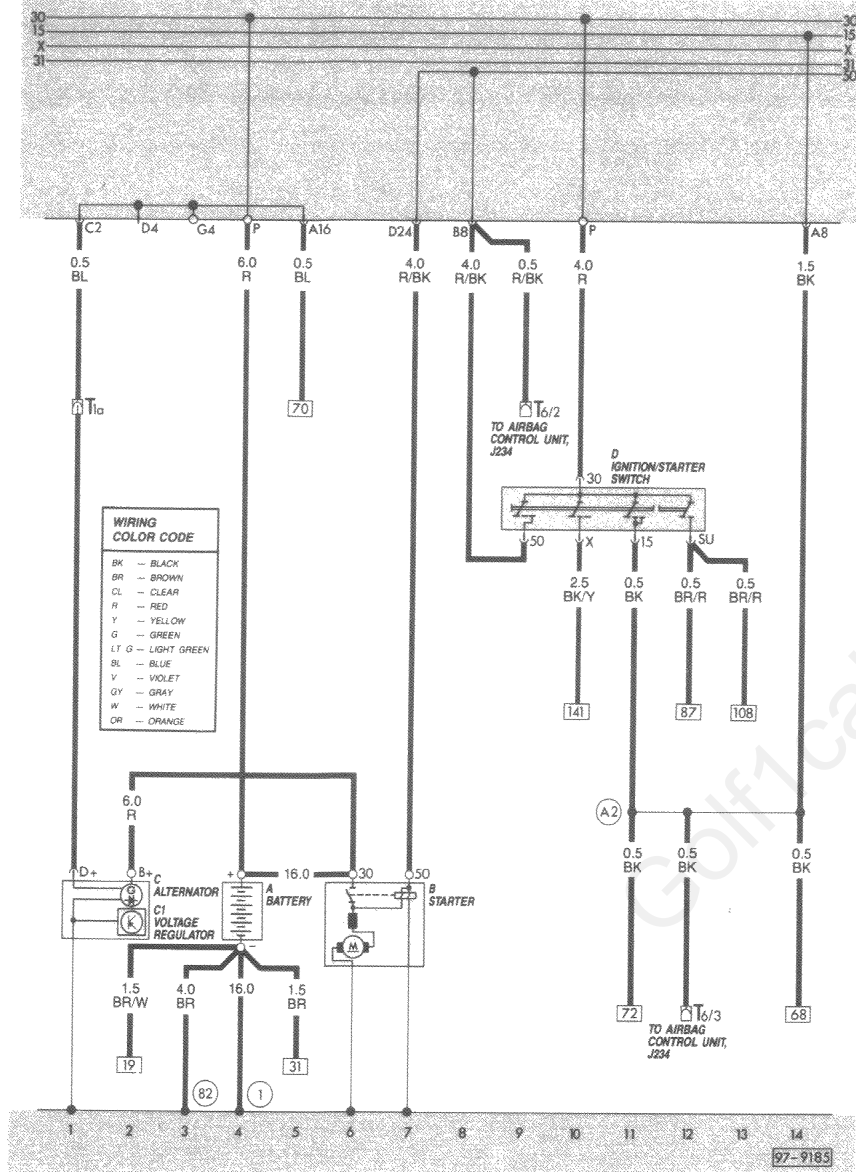 30 30
15 15
X X
31 31
50
C2 D4 G4 P A16 D24 B8 P A8
0.5 BL
6.0 R
0.5 BL
4.0 R/BK
4.0 R/BK
0.5 R/BK
4.0 R
1.5 BK
T1a
70
T6/2
TO AIRBAG
CONTROL UNIT,
J234
D
IGNITION/STARTER
SWITCH
30
50 X 15 SU
WIRING
COLOR CODE
BK — BLACK
BR — BROWN
CL — CLEAR
R — RED
Y — YELLOW
G — GREEN
LT G — LIGHT GREEN
BL — BLUE
V — VIOLET
GY — GRAY
W — WHITE
OR — ORANGE
2.5 BK/Y
0.5 BK
0.5 BR/R
0.5 BR/R
141
87
108
6.0 R
A2
D+ B+ + 16.0 30 50
C
ALTERNATOR
C1
VOLTAGE
REGULATOR
G
A
BATTERY
−
B
STARTER
M
0.5 BK
0.5 BK
0.5 BK
1.5 BR/W
4.0 BR
16.0
1.5 BR
72
T6/3
TO AIRBAG
CONTROL UNIT,
J234
68
19
31
82
1
1 2 3 4 5 6 7 8 9 10 11 12 13 14
97-9185
Golf1ca